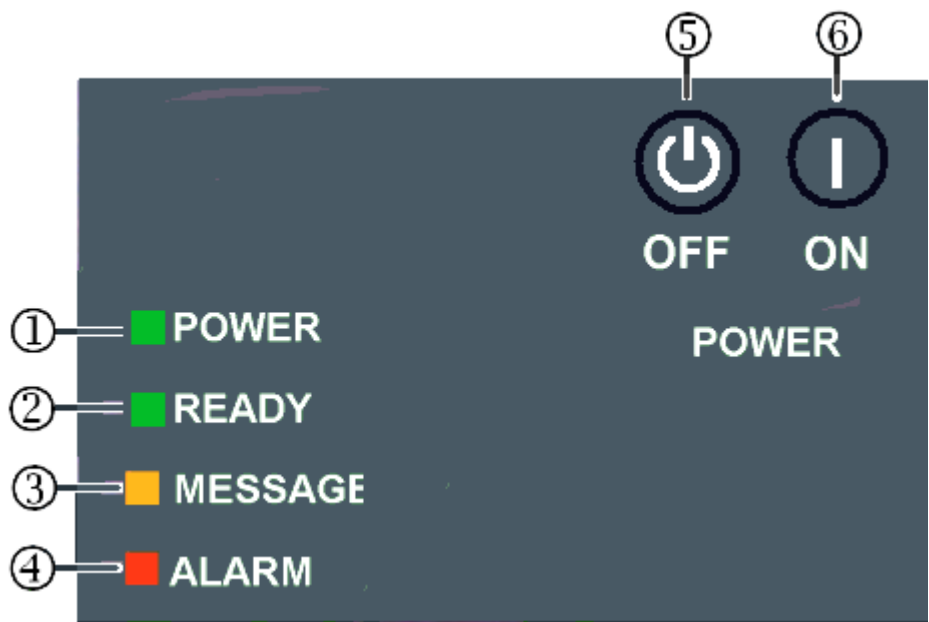 ⑤ ⑥
OFF ON
① POWER
POWER
② READY
③ MESSAGE
④ ALARM